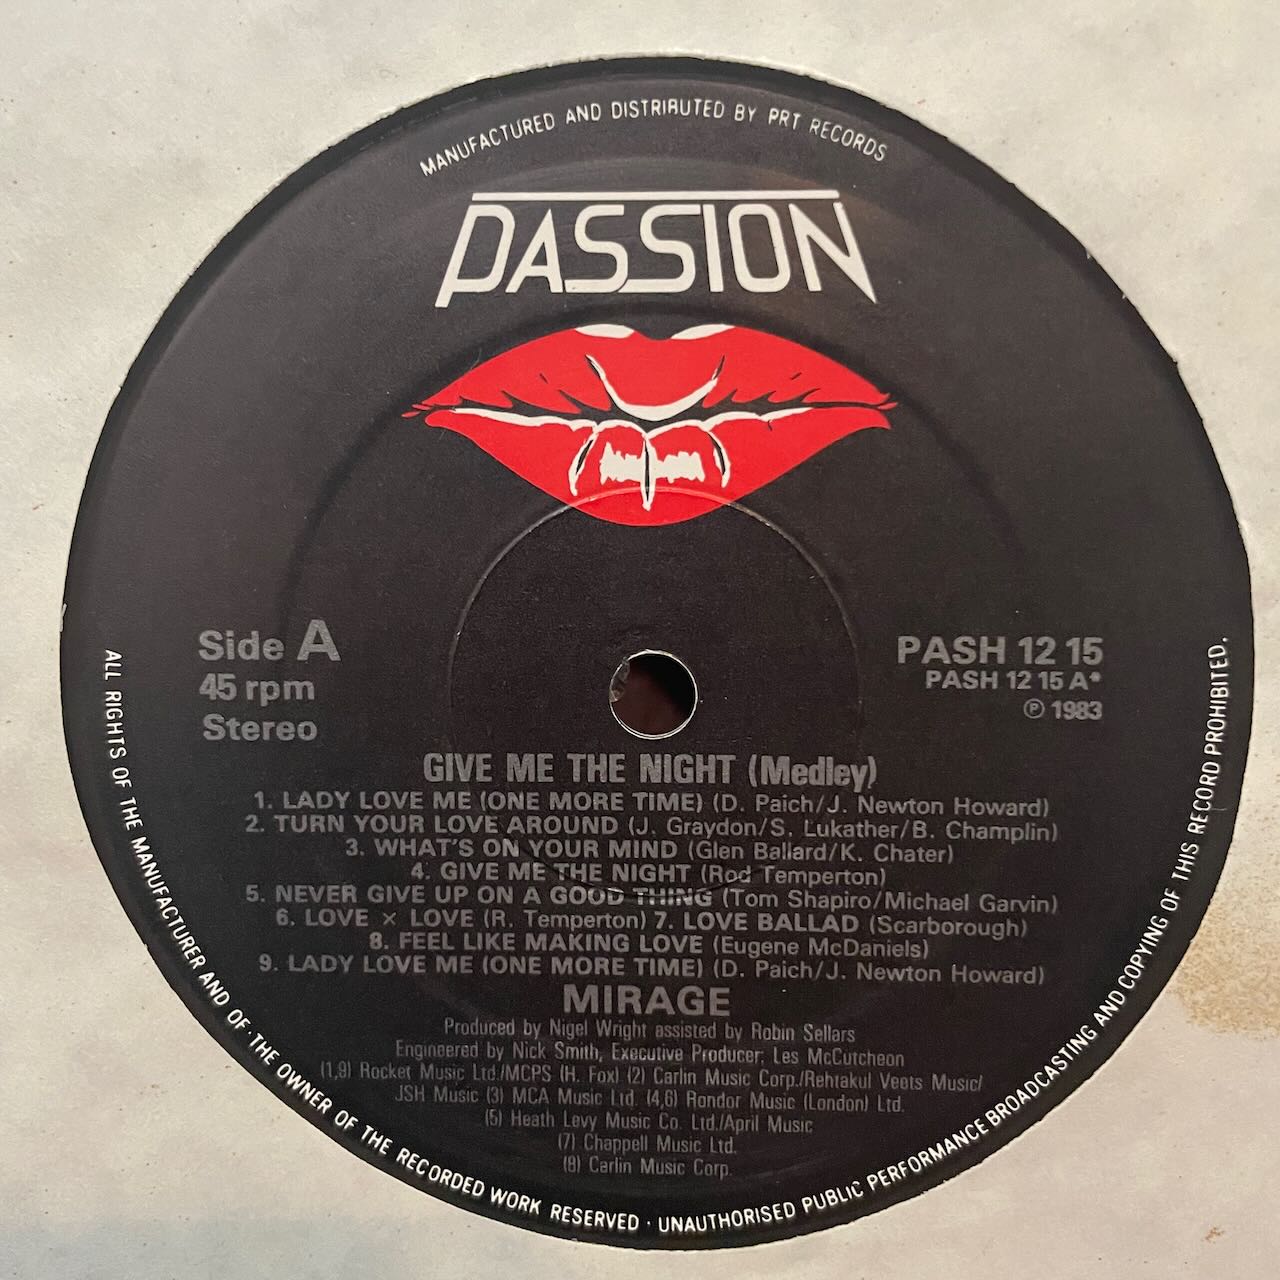 MANUFACTURED AND DISTRIBUTED BY PRT RECORDS
PASSION
Side A
45 rpm
Stereo
PASH 12 15
PASH 12 15 A*
℗ 1983
GIVE ME THE NIGHT (Medley)
1. LADY LOVE ME (ONE MORE TIME) (D. Paich/J. Newton Howard)
2. TURN YOUR LOVE AROUND (J. Graydon/S. Lukather/B. Champlin)
3. WHAT'S ON YOUR MIND (Glen Ballard/K. Chater)
4. GIVE ME THE NIGHT (Rod Temperton)
5. NEVER GIVE UP ON A GOOD THING (Tom Shapiro/Michael Garvin)
6. LOVE × LOVE (R. Temperton) 7. LOVE BALLAD (Scarborough)
8. FEEL LIKE MAKING LOVE (Eugene McDaniels)
9. LADY LOVE ME (ONE MORE TIME) (D. Paich/J. Newton Howard)
MIRAGE
Produced by Nigel Wright assisted by Robin Sellars
Engineered by Nick Smith, Executive Producer: Les McCutcheon
(1,9) Rocket Music Ltd./MCPS (H. Fox) (2) Carlin Music Corp./Rehtakul Veets Music/
JSH Music (3) MCA Music Ltd. (4,6) Rondor Music (London) Ltd.
(5) Heath Levy Music Co. Ltd./April Music
(7) Chappell Music Ltd.
(8) Carlin Music Corp.
ALL RIGHTS OF THE MANUFACTURER AND OF · THE OWNER OF THE RECORDED WORK RESERVED · UNAUTHORISED PUBLIC PERFORMANCE BROADCASTING AND COPYING OF THIS RECORD PROHIBITED.